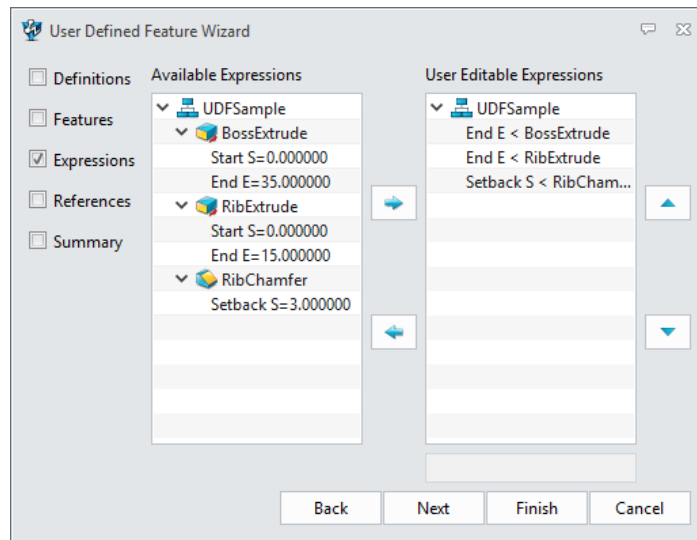 User Defined Feature Wizard
Definitions
Features
Expressions
References
Summary
Available Expressions
UDFSample
BossExtrude
Start S=0.000000
End E=35.000000
RibExtrude
Start S=0.000000
End E=15.000000
RibChamfer
Setback S=3.000000
User Editable Expressions
UDFSample
End E < BossExtrude
End E < RibExtrude
Setback S < RibCham...
Back
Next
Finish
Cancel